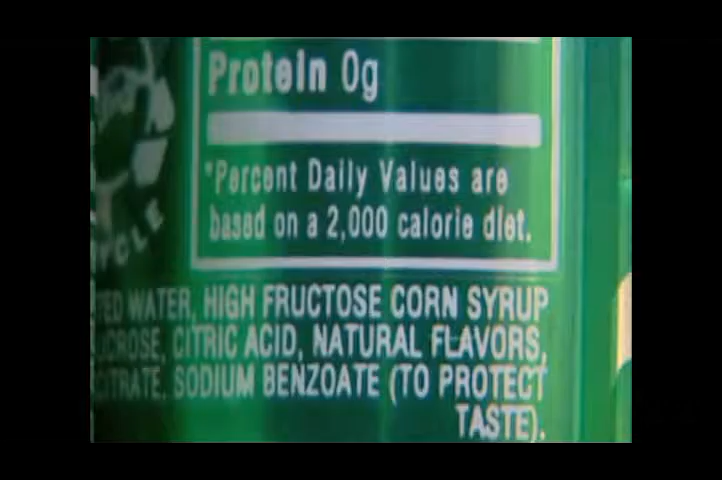 Protein 0g
*Percent Daily Values are
based on a 2,000 calorie diet.
WATER, HIGH FRUCTOSE CORN SYRUP
CITRIC ACID, NATURAL FLAVORS,
SODIUM BENZOATE (TO PROTECT
TASTE).